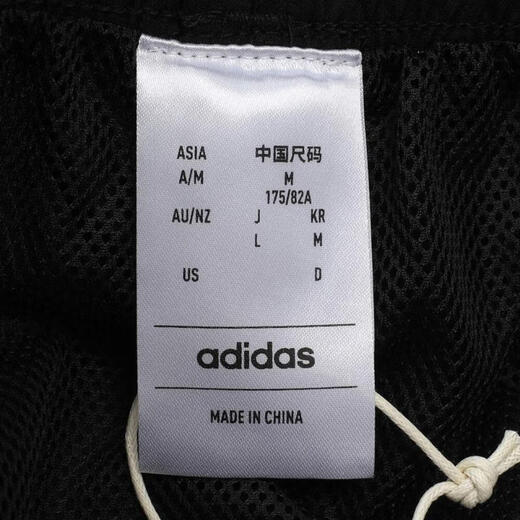 ASIA 中国尺码
A/M M
175/82A
AU/NZ J KR
L M
US D
adidas
MADE IN CHINA